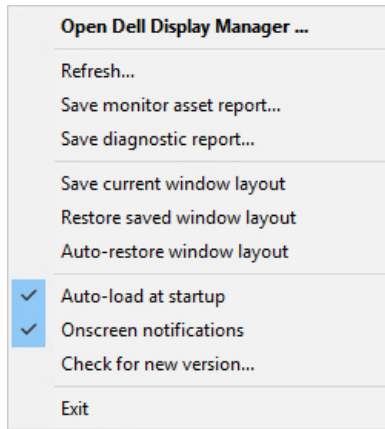 Open Dell Display Manager ...
Refresh...
Save monitor asset report...
Save diagnostic report...
Save current window layout
Restore saved window layout
Auto-restore window layout
Auto-load at startup
Onscreen notifications
Check for new version...
Exit